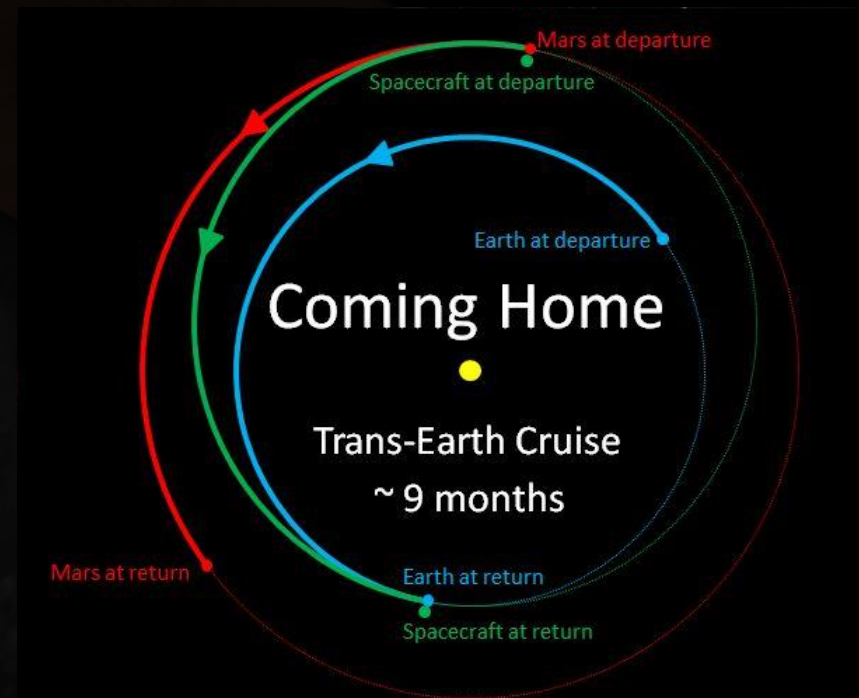 Mars at departure
Spacecraft at departure
Earth at departure
Coming Home
Trans-Earth Cruise
~ 9 months
Mars at return
Earth at return
Spacecraft at return